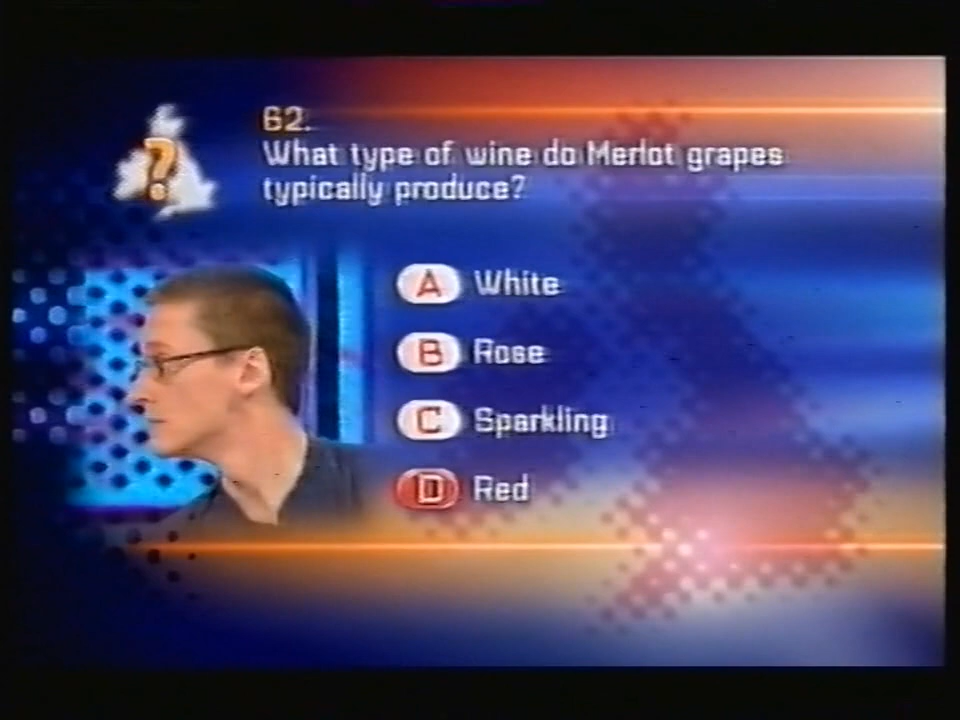 ?
62.
What type of wine do Merlot grapes
typically produce?
A White
B Rose
C Sparkling
D Red